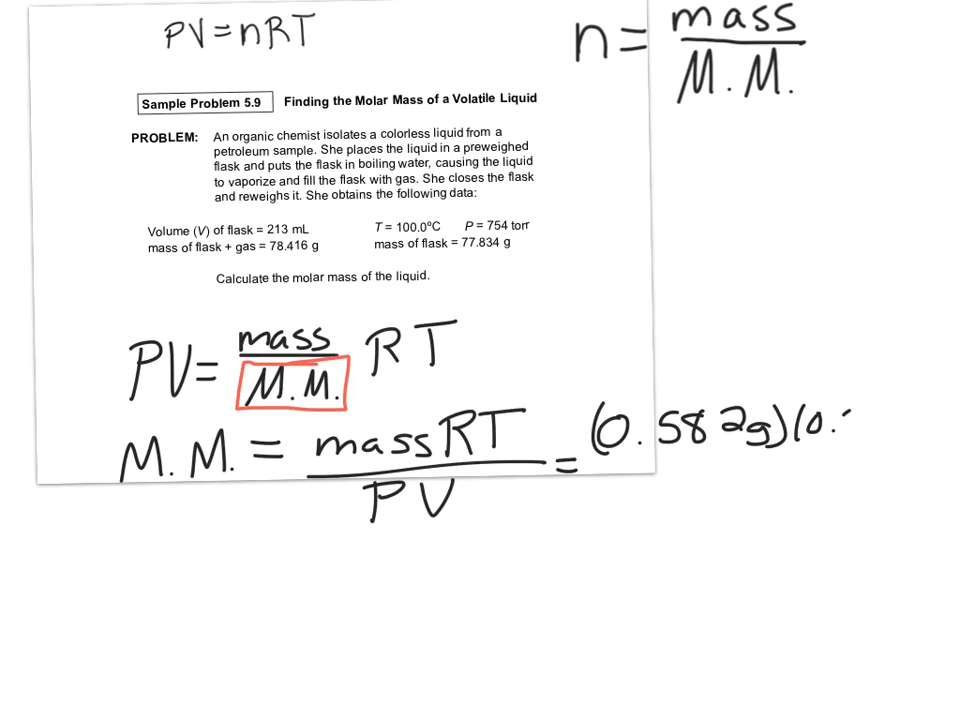 PV=nRT
n= mass
M.M.
Sample Problem 5.9 Finding the Molar Mass of a Volatile Liquid
PROBLEM: An organic chemist isolates a colorless liquid from a
petroleum sample. She places the liquid in a preweighed
flask and puts the flask in boiling water, causing the liquid
to vaporize and fill the flask with gas. She closes the flask
and reweighs it. She obtains the following data:
Volume (V) of flask = 213 mL T = 100.0°C P = 754 torr
mass of flask + gas = 78.416 g mass of flask = 77.834 g
Calculate the molar mass of the liquid.
PV= mass RT
M.M.
M.M. = massRT = (0.582g)(0.
PV